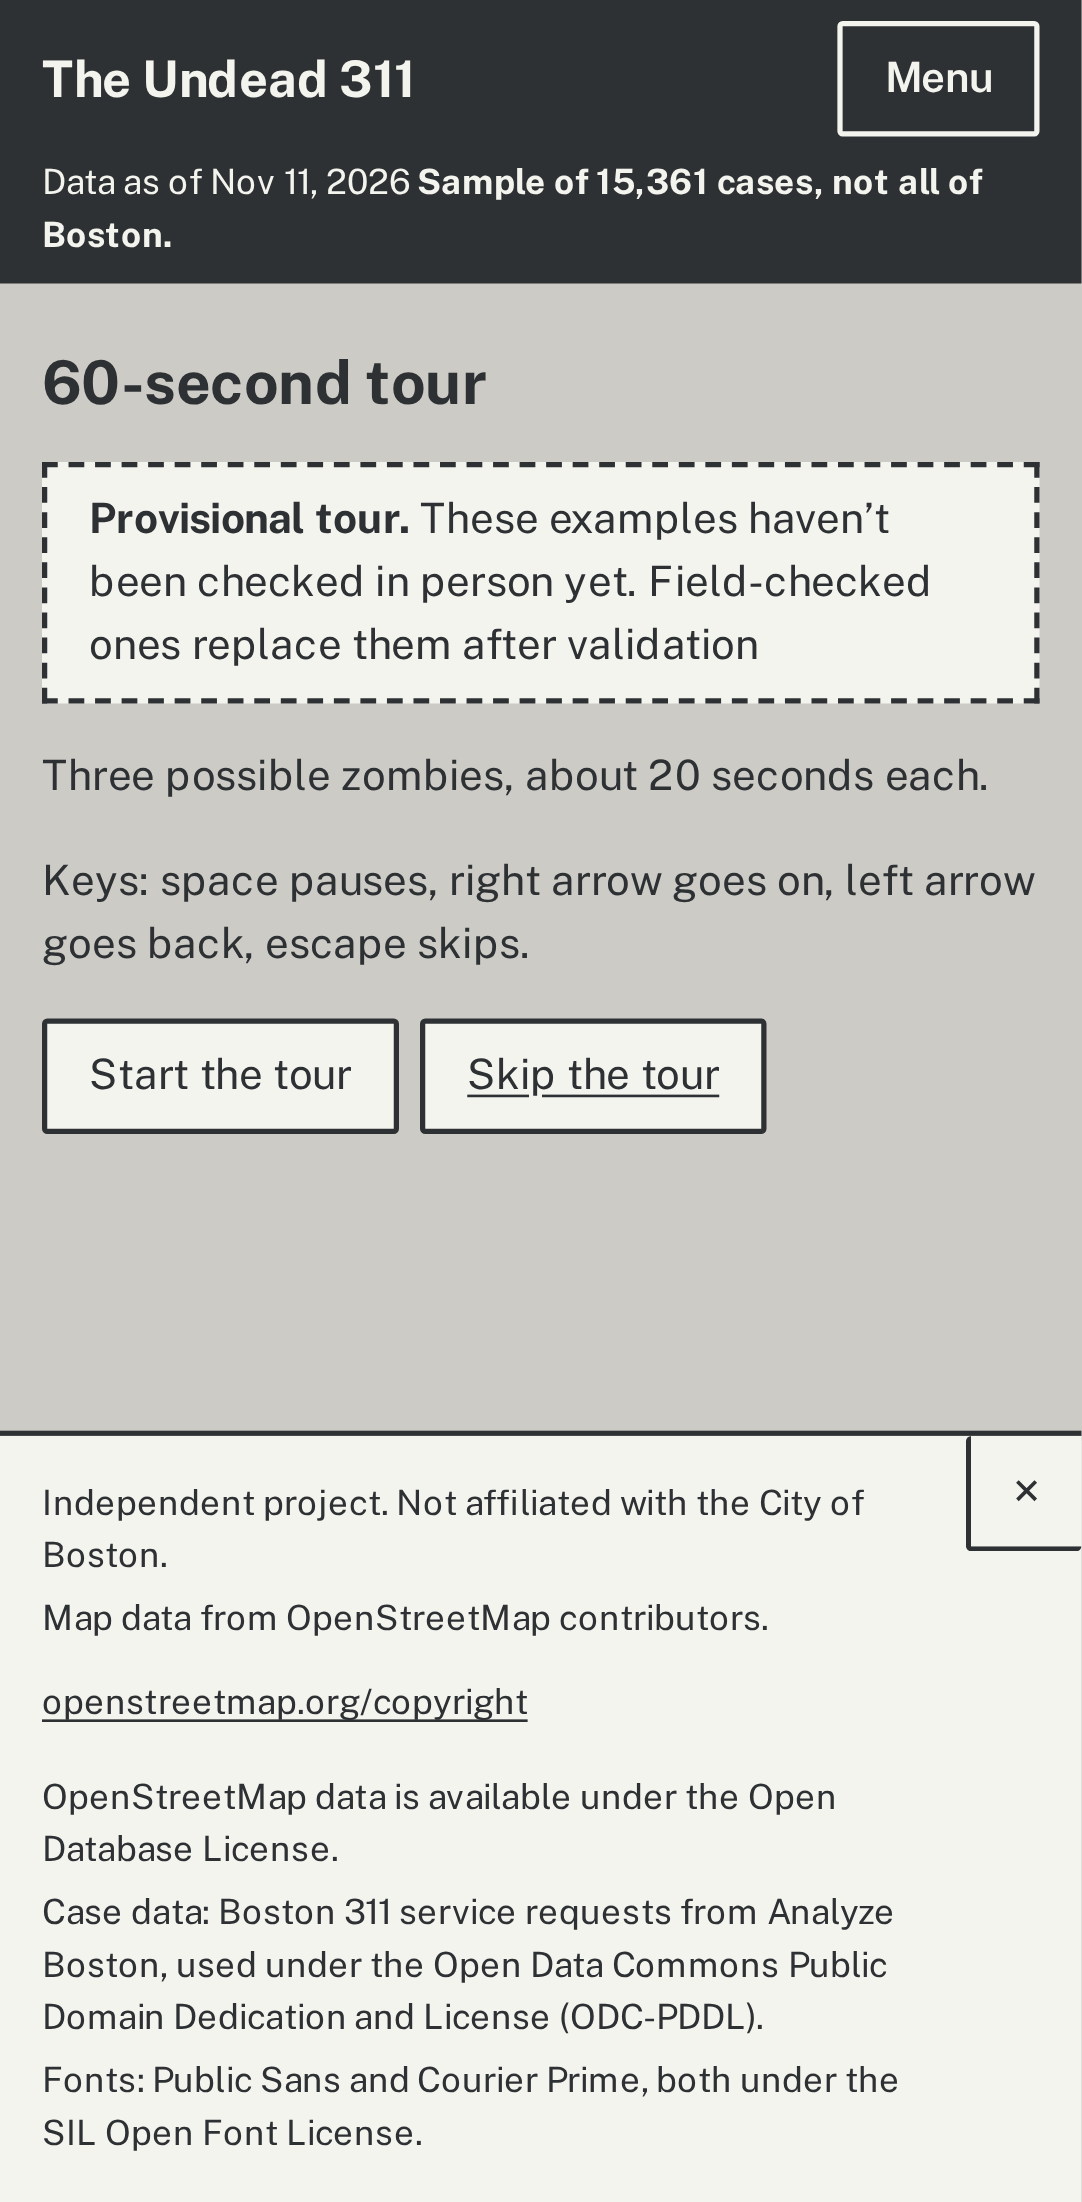 The Undead 311
Menu
Data as of Nov 11, 2026 Sample of 15,361 cases, not all of
Boston.
60-second tour
Provisional tour. These examples haven’t
been checked in person yet. Field-checked
ones replace them after validation
Three possible zombies, about 20 seconds each.
Keys: space pauses, right arrow goes on, left arrow
goes back, escape skips.
Start the tour
Skip the tour
×
Independent project. Not affiliated with the City of
Boston.
Map data from OpenStreetMap contributors.
openstreetmap.org/copyright
OpenStreetMap data is available under the Open
Database License.
Case data: Boston 311 service requests from Analyze
Boston, used under the Open Data Commons Public
Domain Dedication and License (ODC-PDDL).
Fonts: Public Sans and Courier Prime, both under the
SIL Open Font License.